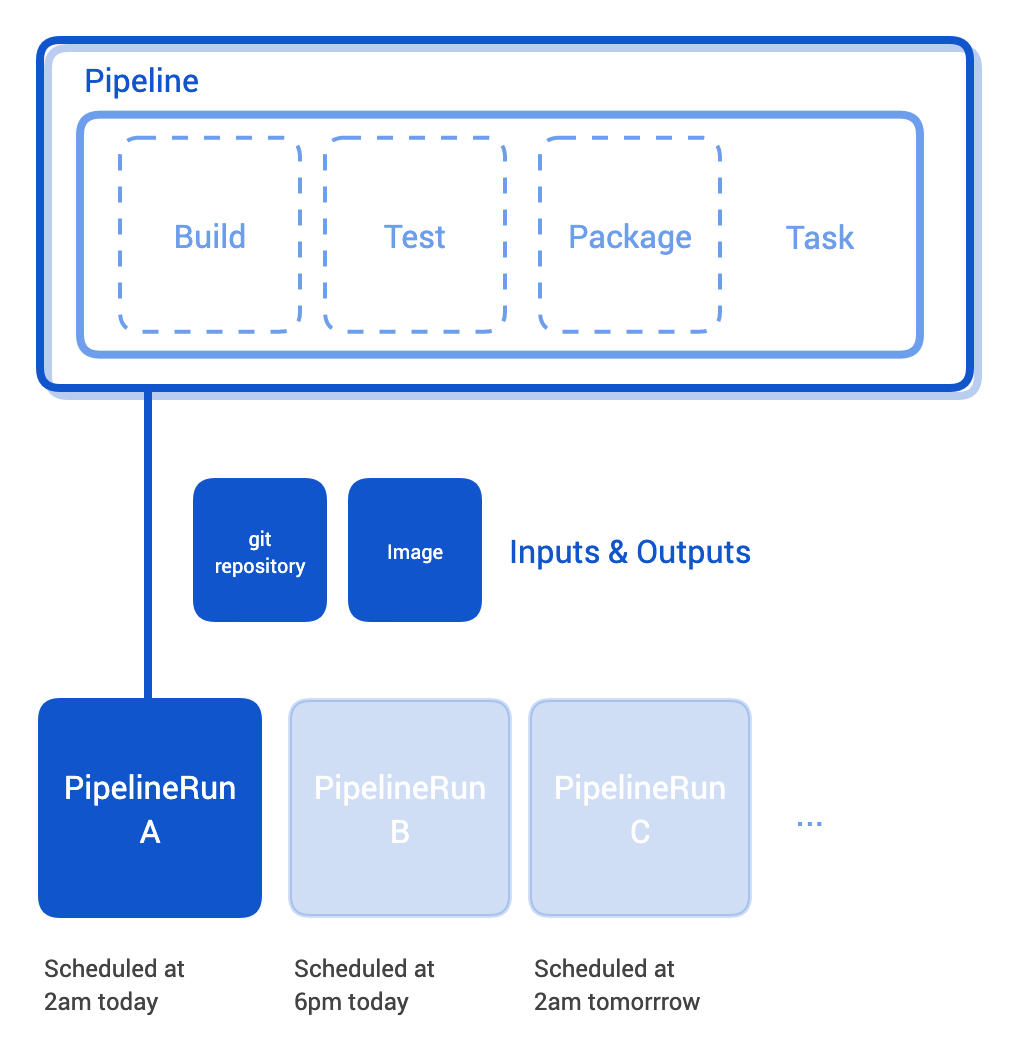 Pipeline
Build
Test
Package
Task
git
repository
Image
Inputs & Outputs
PipelineRun
A
PipelineRun
B
PipelineRun
C
...
Scheduled at
2am today
Scheduled at
6pm today
Scheduled at
2am tomorrrow